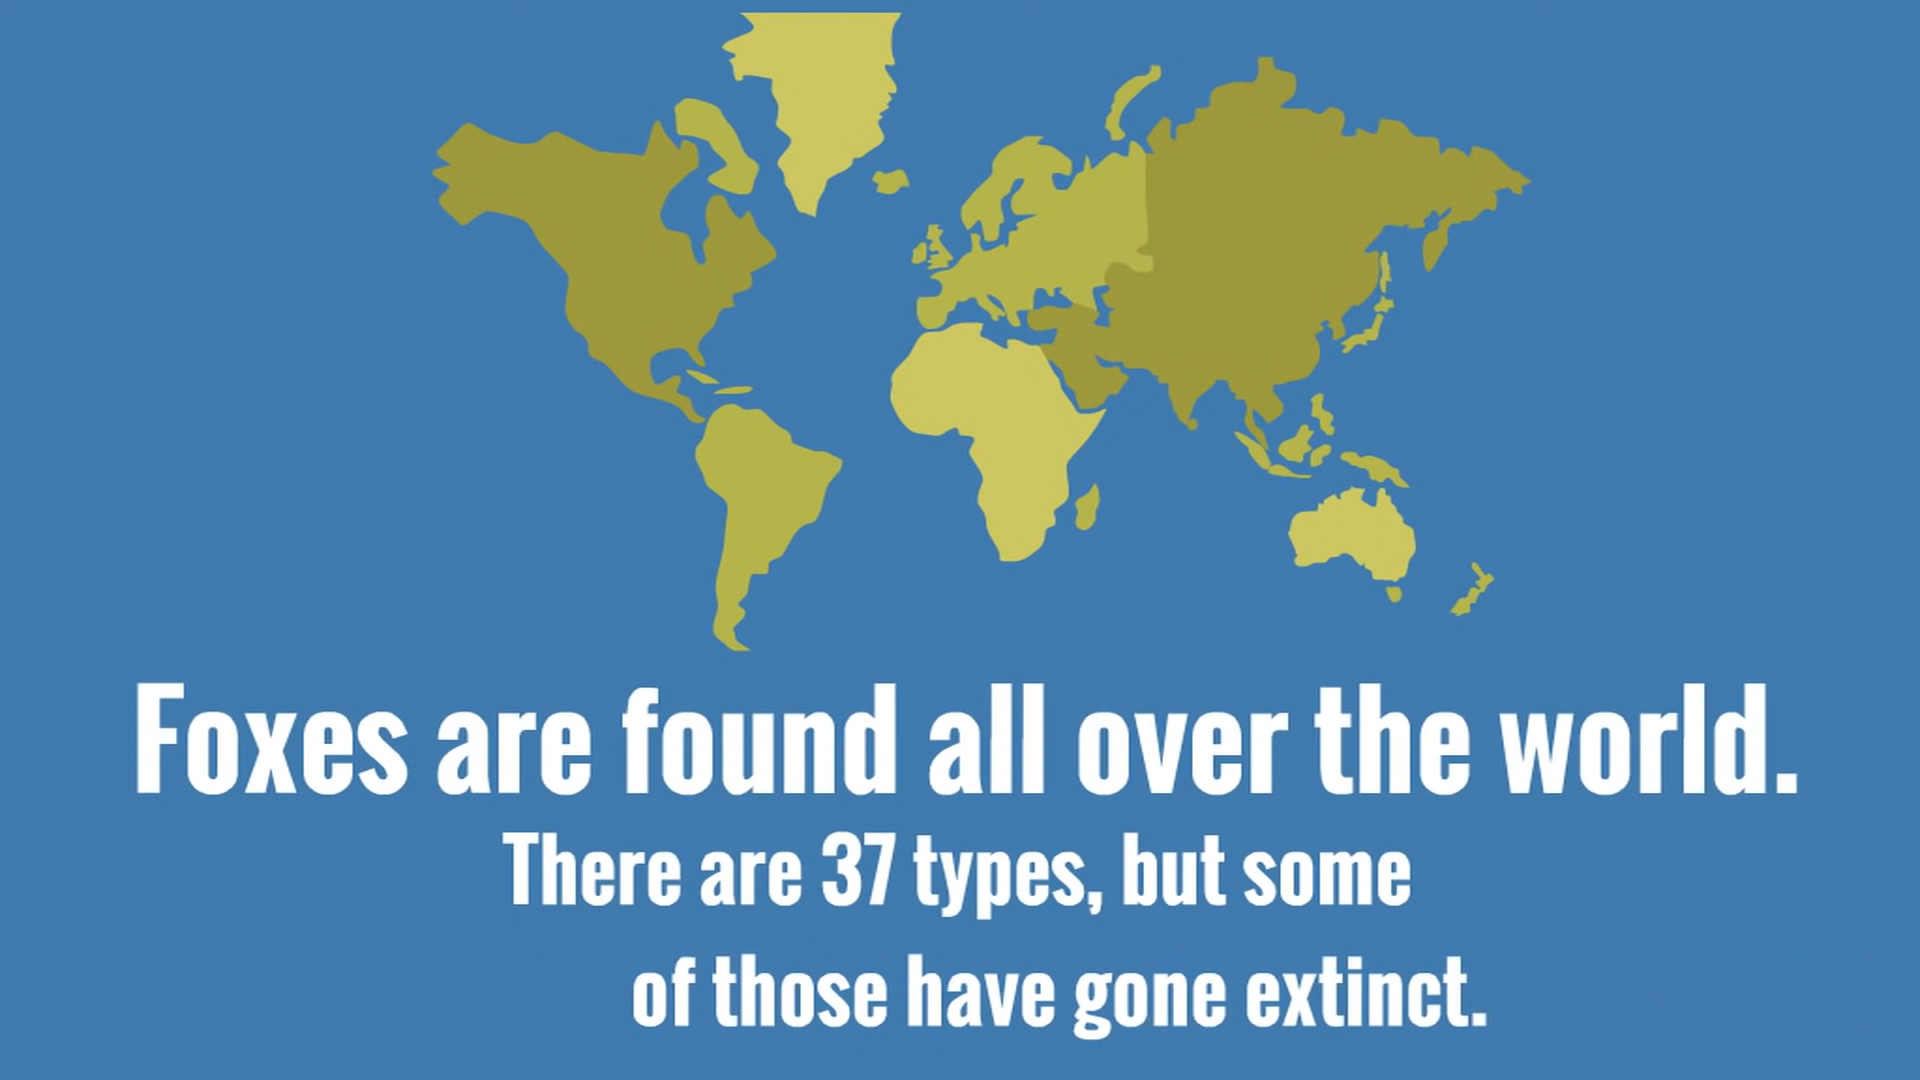 Foxes are found all over the world.
There are 37 types, but some
of those have gone extinct.